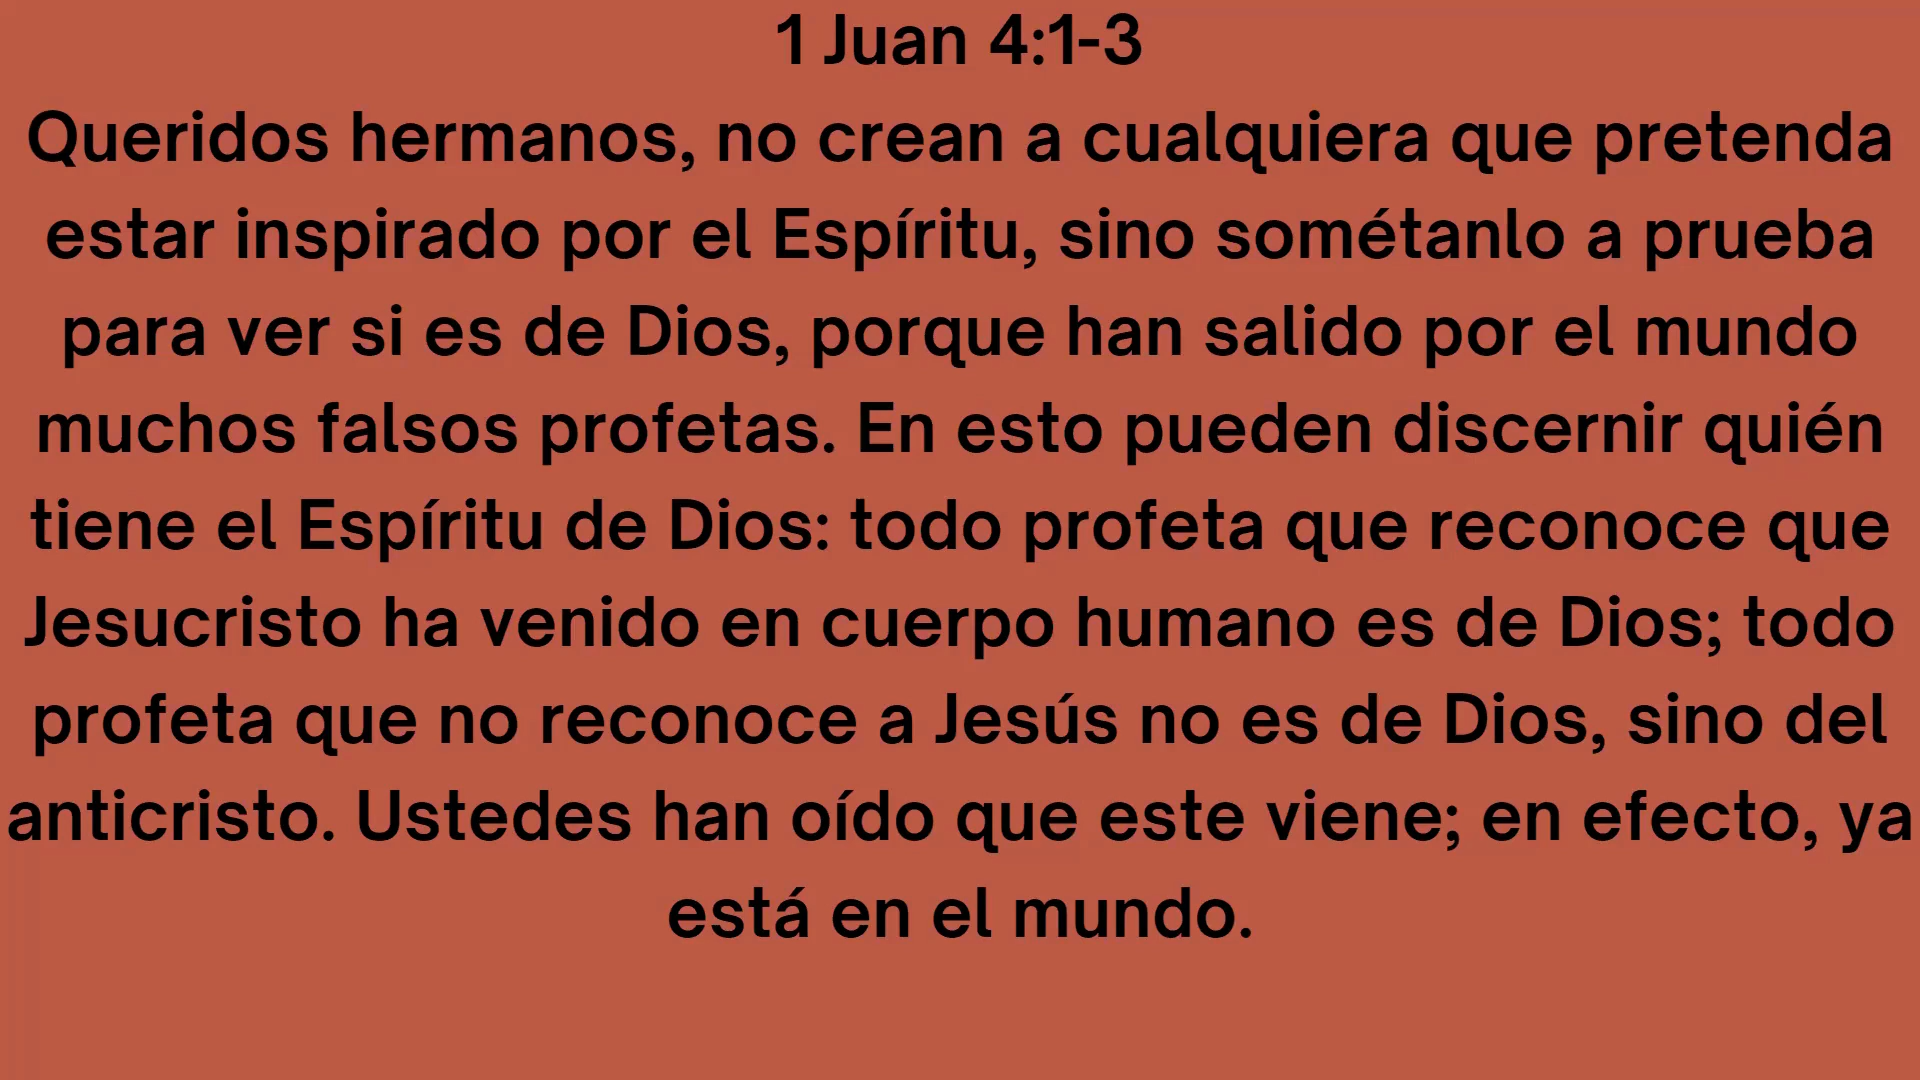 1 Juan 4:1-3
Queridos hermanos, no crean a cualquiera que pretenda
estar inspirado por el Espíritu, sino sométanlo a prueba
para ver si es de Dios, porque han salido por el mundo
muchos falsos profetas. En esto pueden discernir quién
tiene el Espíritu de Dios: todo profeta que reconoce que
Jesucristo ha venido en cuerpo humano es de Dios; todo
profeta que no reconoce a Jesús no es de Dios, sino del
anticristo. Ustedes han oído que este viene; en efecto, ya
está en el mundo.